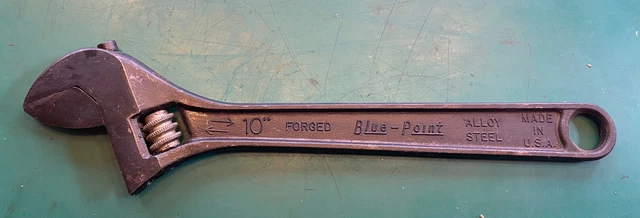 10" FORGED Blue-Point
ALLOY
STEEL
MADE
IN
U.S.A.